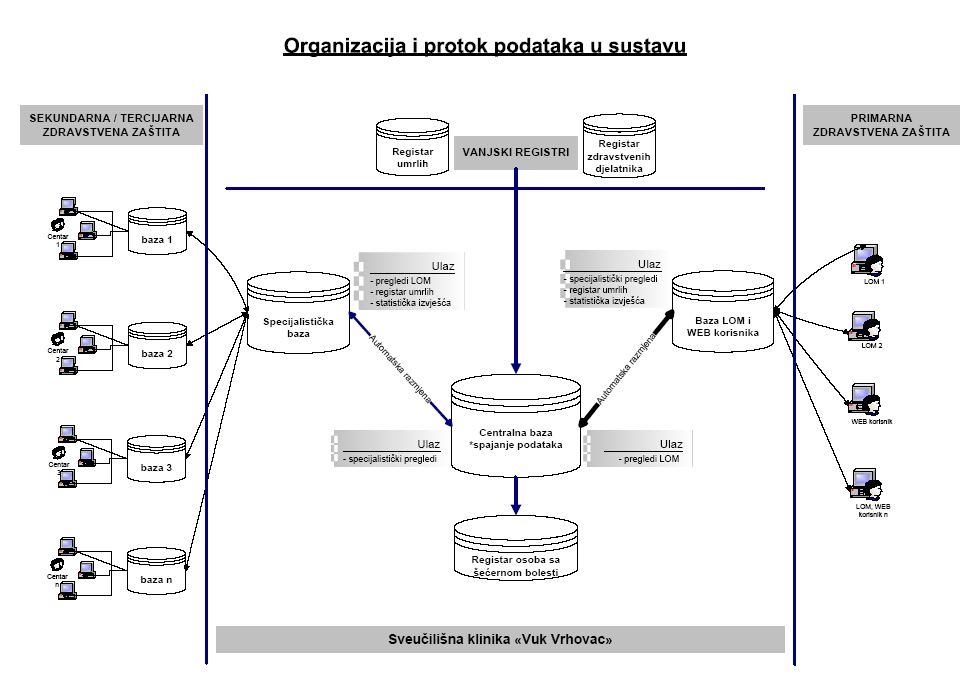 Organizacija i protok podataka u sustavu
SEKUNDARNA / TERCIJARNA
ZDRAVSTVENA ZAŠTITA
PRIMARNA
ZDRAVSTVENA ZAŠTITA
Registar
umrlih
VANJSKI REGISTRI
Registar
zdravstvenih
djelatnika
Centar
1
baza 1
Centar
2
baza 2
Centar
3
baza 3
Centar
n
baza n
Specijalistička
baza
Ulaz
- pregledi LOM
- registar umrlih
- statistička izvješća
Ulaz
- specijalistički pregledi
- registar umrlih
- statistička izvješća
Baza LOM i
WEB korisnika
Automatska razmjena
Automatska razmjena
Centralna baza
*spajanje podataka
Ulaz
- specijalistički pregledi
Ulaz
- pregledi LOM
Registar osoba sa
šećernom bolesti
LOM 1
LOM 2
WEB korisnik
LOM, WEB
korisnik n
Sveučilišna klinika «Vuk Vrhovac»